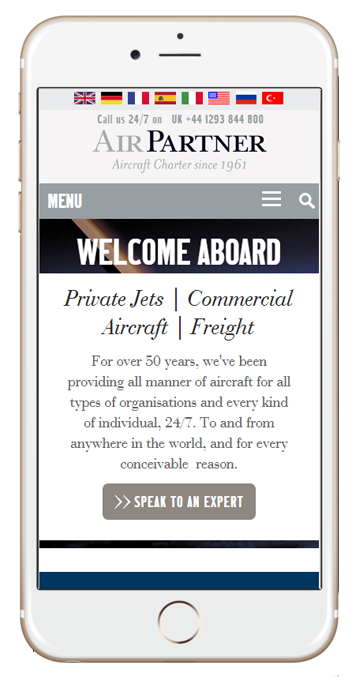 Call us 24/7 on UK +44 1293 844 800
AIR PARTNER
Aircraft Charter since 1961
MENU
WELCOME ABOARD
Private Jets | Commercial
Aircraft | Freight
For over 50 years, we've been
providing all manner of aircraft for all
types of organisations and every kind
of individual, 24/7. To and from
anywhere in the world, and for every
conceivable reason.
>> SPEAK TO AN EXPERT